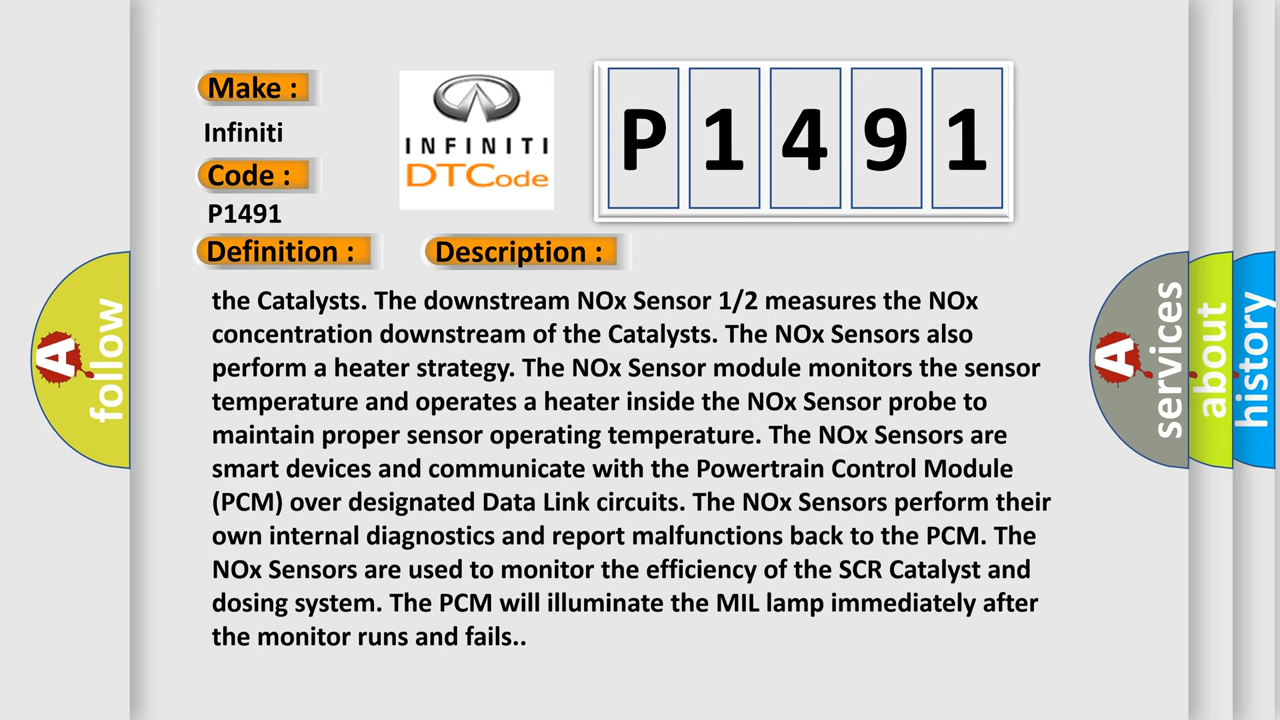 Make :
Infiniti
Code :
P1491
Definition :
Description :
INFINITI
DTCode
P1491
the Catalysts. The downstream NOx Sensor 1/2 measures the NOx
concentration downstream of the Catalysts. The NOx Sensors also
perform a heater strategy. The NOx Sensor module monitors the sensor
temperature and operates a heater inside the NOx Sensor probe to
maintain proper sensor operating temperature. The NOx Sensors are
smart devices and communicate with the Powertrain Control Module
(PCM) over designated Data Link circuits. The NOx Sensors perform their
own internal diagnostics and report malfunctions back to the PCM. The
NOx Sensors are used to monitor the efficiency of the SCR Catalyst and
dosing system. The PCM will illuminate the MIL lamp immediately after
the monitor runs and fails..
A
follow
A
services
about
history